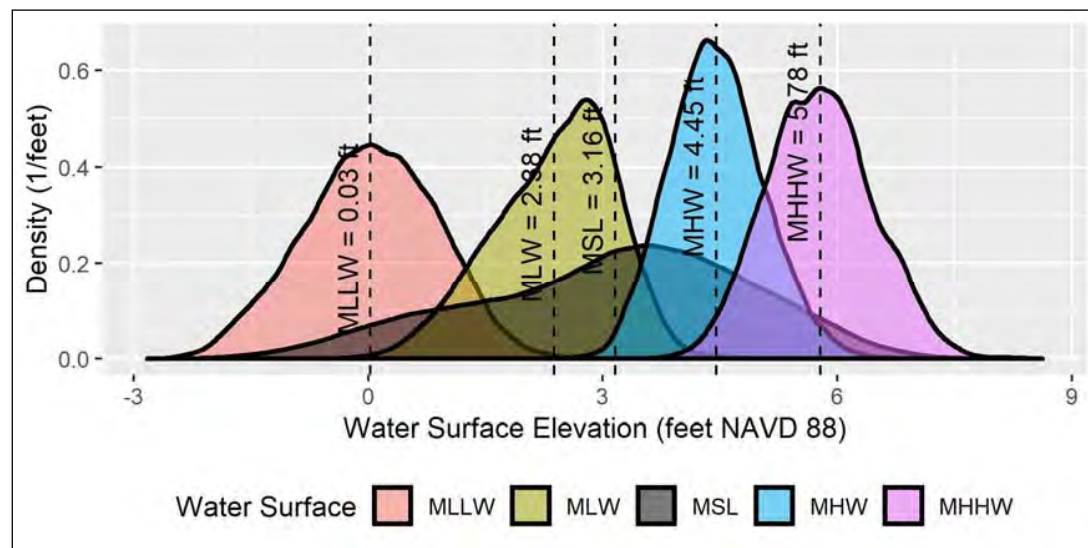 Density (1/feet)
0.6
0.4
0.2
0.0
MLLW = 0.03 ft
MLW = 2.38 ft
MSL = 3.16 ft
MHW = 4.45 ft
MHHW = 5.78 ft
-3 0 3 6 9
Water Surface Elevation (feet NAVD 88)
Water Surface MLLW MLW MSL MHW MHHW